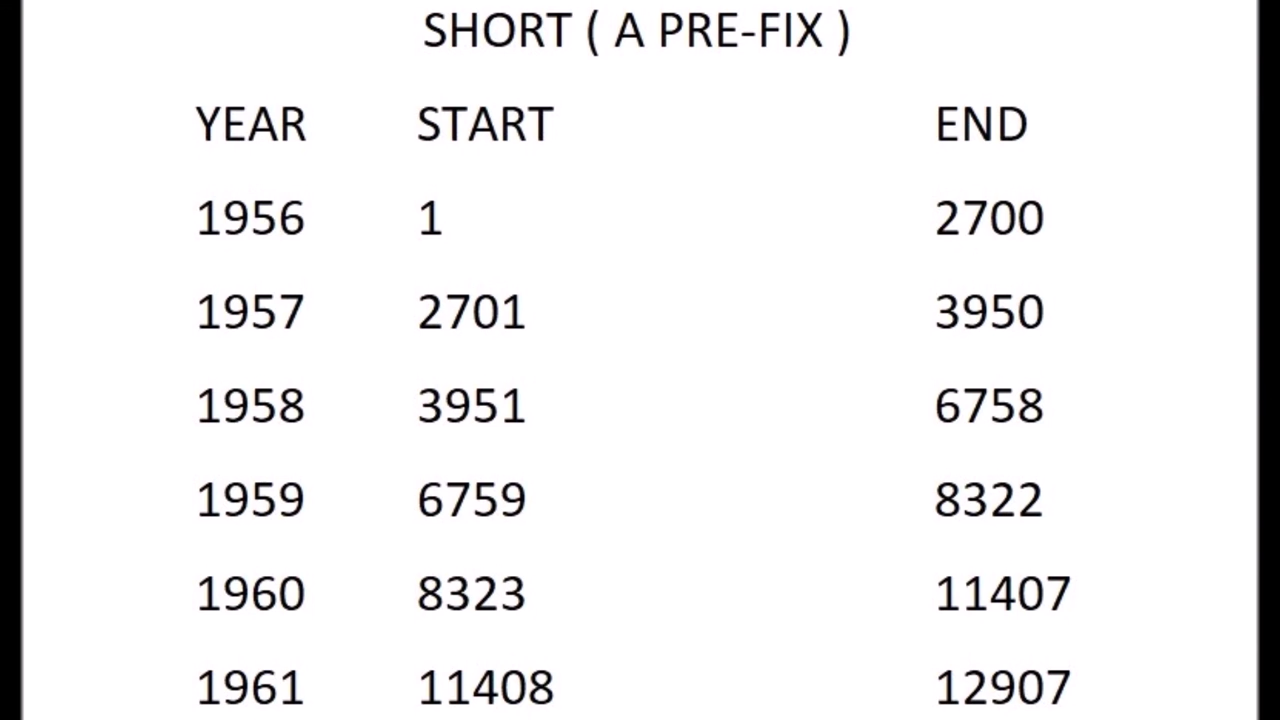 SHORT ( A PRE-FIX )
YEAR START END
1956 1 2700
1957 2701 3950
1958 3951 6758
1959 6759 8322
1960 8323 11407
1961 11408 12907